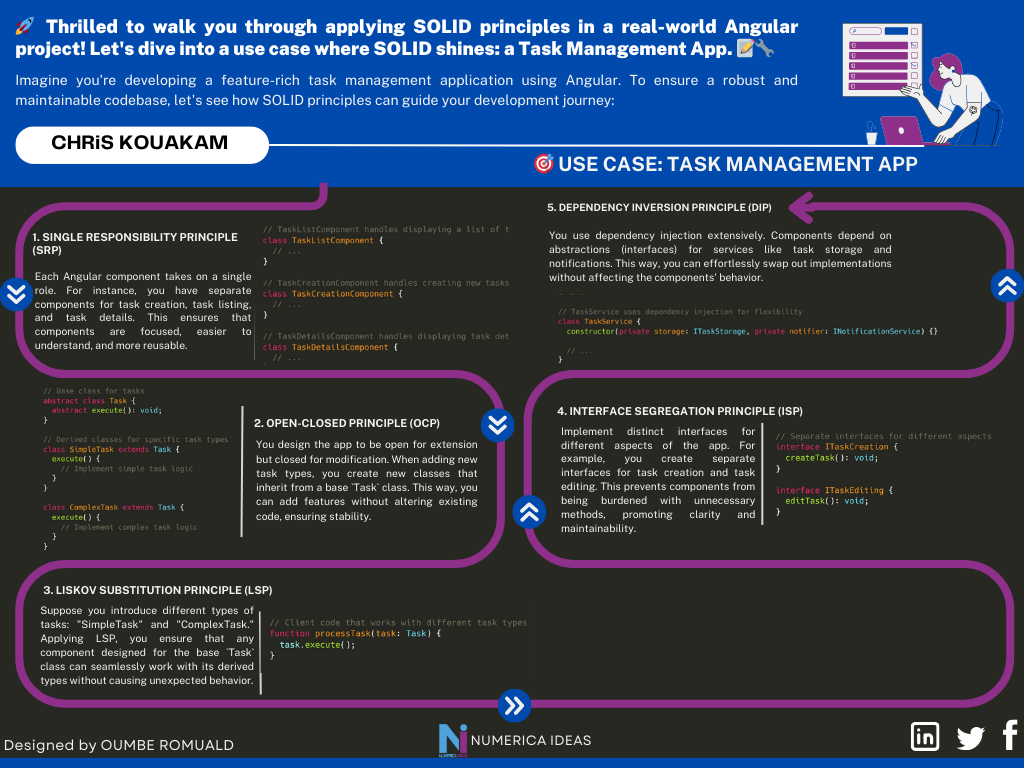 🚀 Thrilled to walk you through applying SOLID principles in a real-world Angular
project! Let's dive into a use case where SOLID shines: a Task Management App. 📝🔧
Imagine you're developing a feature-rich task management application using Angular. To ensure a robust and
maintainable codebase, let's see how SOLID principles can guide your development journey:
CHRiS KOUAKAM
🎯 USE CASE: TASK MANAGEMENT APP
1. SINGLE RESPONSIBILITY PRINCIPLE
(SRP)
Each Angular component takes on a single
role. For instance, you have separate
components for task creation, task listing,
and task details. This ensures that
components are focused, easier to
understand, and more reusable.
// TaskListComponent handles displaying a list of t
class TaskListComponent {
// ...
}
// TaskCreationComponent handles creating new tasks
class TaskCreationComponent {
// ...
}
// TaskDetailsComponent handles displaying task det
class TaskDetailsComponent {
// ...
// Base class for tasks
abstract class Task {
abstract execute(): void;
}
// Derived classes for specific task types
class SimpleTask extends Task {
execute() {
// Implement simple task logic
}
}
class ComplexTask extends Task {
execute() {
// Implement complex task logic
}
}
2. OPEN-CLOSED PRINCIPLE (OCP)
You design the app to be open for extension
but closed for modification. When adding new
task types, you create new classes that
inherit from a base `Task` class. This way, you
can add features without altering existing
code, ensuring stability.
3. LISKOV SUBSTITUTION PRINCIPLE (LSP)
Suppose you introduce different types of
tasks: "SimpleTask" and "ComplexTask."
Applying LSP, you ensure that any
component designed for the base `Task`
class can seamlessly work with its derived
types without causing unexpected behavior.
// Client code that works with different task types
function processTask(task: Task) {
task.execute();
}
4. INTERFACE SEGREGATION PRINCIPLE (ISP)
Implement distinct interfaces for
different aspects of the app. For
example, you create separate
interfaces for task creation and task
editing. This prevents components from
being burdened with unnecessary
methods, promoting clarity and
maintainability.
// Separate interfaces for different aspects
interface ITaskCreation {
createTask(): void;
}
interface ITaskEditing {
editTask(): void;
}
5. DEPENDENCY INVERSION PRINCIPLE (DIP)
You use dependency injection extensively. Components depend on
abstractions (interfaces) for services like task storage and
notifications. This way, you can effortlessly swap out implementations
without affecting the components' behavior.
// TaskService uses dependency injection for flexibility
class TaskService {
constructor(private storage: ITaskStorage, private notifier: INotificationService) {}
// ...
}
Designed by OUMBE ROMUALD
NUMERICA IDEAS